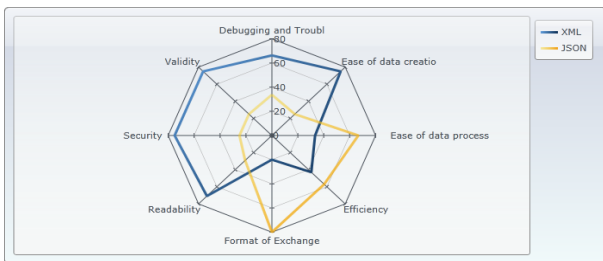 Debugging and Troubl
80
XML
JSON
Validity
60
Ease of data creatio
40
20
Security
0
Ease of data process
Readability
Efficiency
Format of Exchange